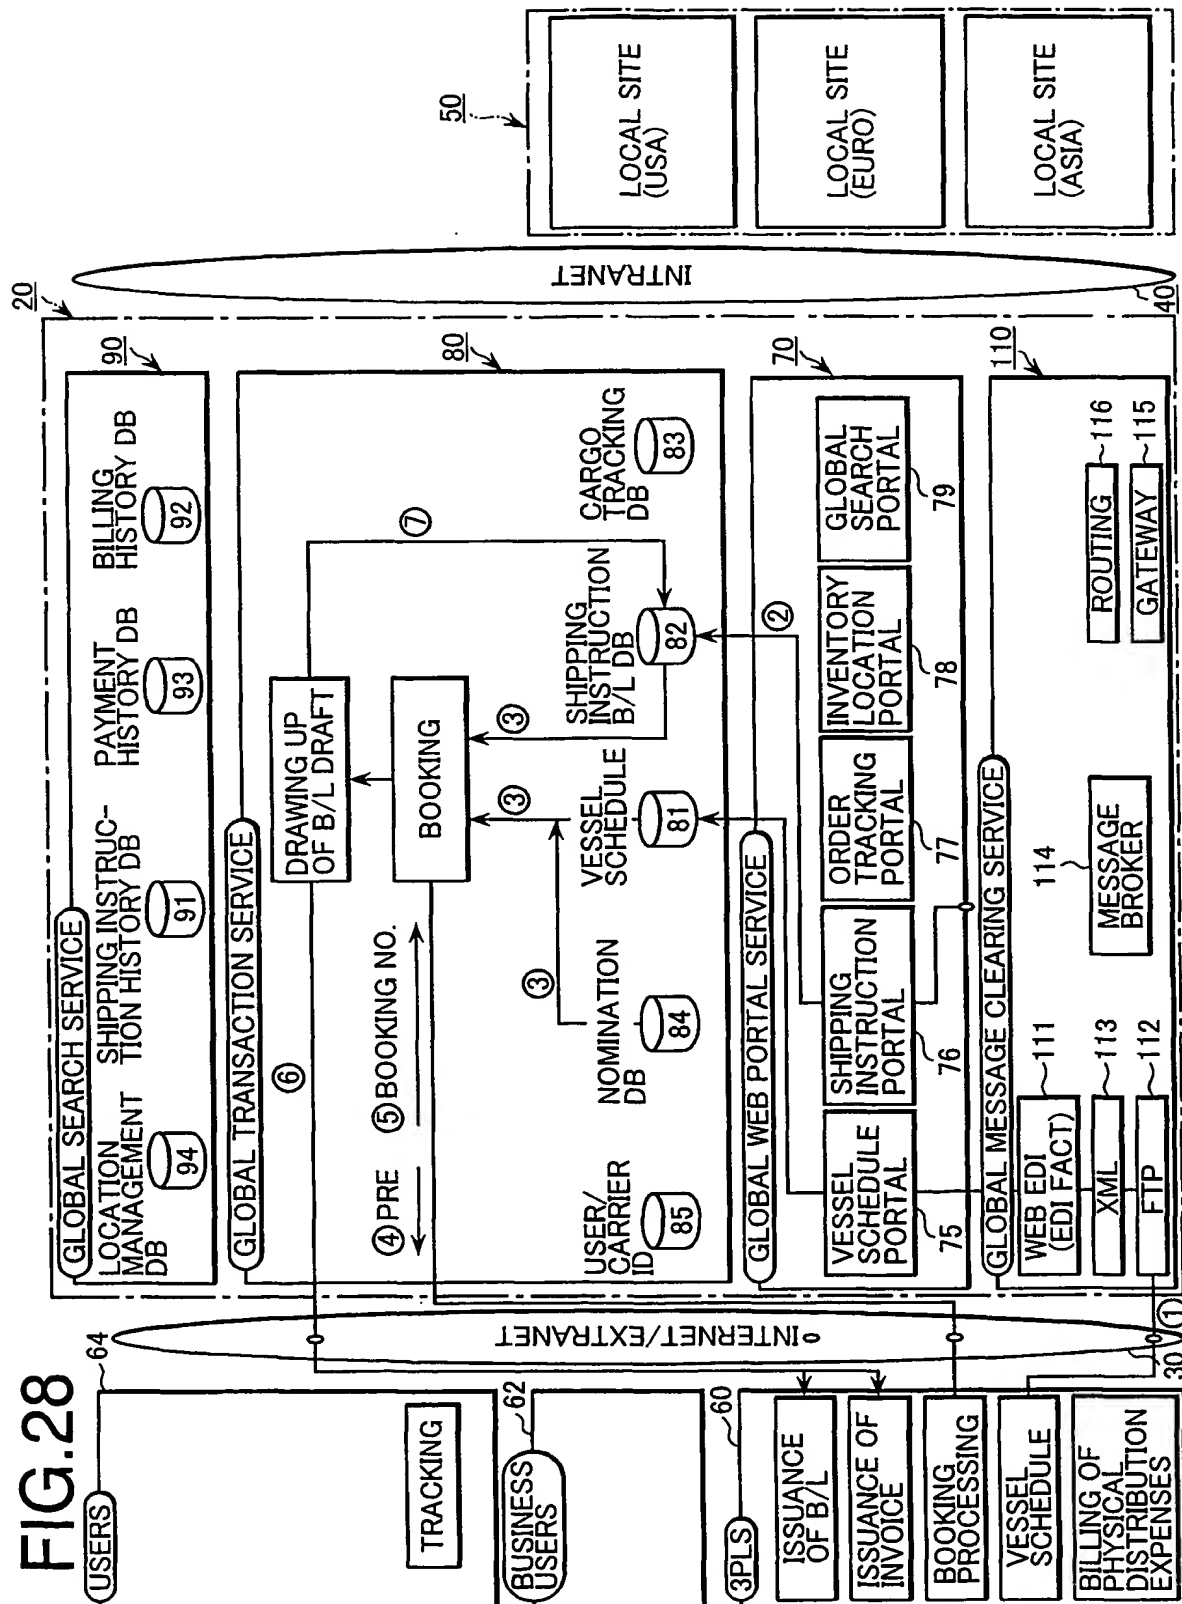 FIG.28
USERS
64
TRACKING
BUSINESS
USERS
62
3PLS
60
ISSUANCE
OF B/L
ISSUANCE OF
INVOICE
BOOKING
PROCESSING
VESSEL
SCHEDULE
BILLING OF
PHYSICAL
DISTRIBUTION
EXPENSES
INTERNET/EXTRANET
30
①
20
GLOBAL SEARCH SERVICE
90
LOCATION
MANAGEMENT
DB
94
SHIPPING INSTRUC-
TION HISTORY DB
91
PAYMENT
HISTORY DB
93
BILLING
HISTORY DB
92
GLOBAL TRANSACTION SERVICE
80
⑥
DRAWING UP
OF B/L DRAFT
⑦
④PRE
⑤BOOKING NO.
BOOKING
③
③
③
USER/
CARRIER
ID
85
NOMINATION
DB
84
VESSEL
SCHEDULE
81
SHIPPING
INSTRUCTION
B/L DB
82
CARGO
TRACKING
DB
83
GLOBAL WEB PORTAL SERVICE
70
②
VESSEL
SCHEDULE
PORTAL
75
SHIPPING
INSTRUCTION
PORTAL
76
ORDER
TRACKING
PORTAL
77
INVENTORY
LOCATION
PORTAL
78
GLOBAL
SEARCH
PORTAL
79
GLOBAL MESSAGE CLEARING SERVICE
110
WEB EDI
(EDI FACT)
111
XML
113
FTP
112
MESSAGE
BROKER
114
ROUTING
116
GATEWAY
115
INTRANET
40
50
LOCAL SITE
(USA)
LOCAL SITE
(EURO)
LOCAL SITE
(ASIA)